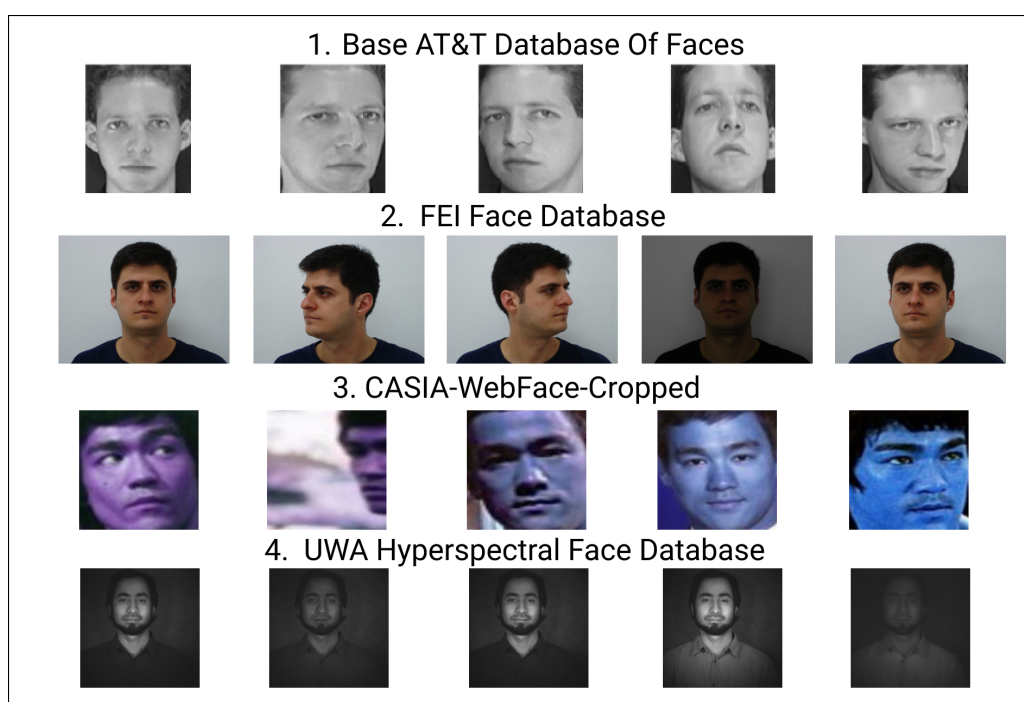 1. Base AT&T Database Of Faces
2. FEI Face Database
3. CASIA-WebFace-Cropped
4. UWA Hyperspectral Face Database